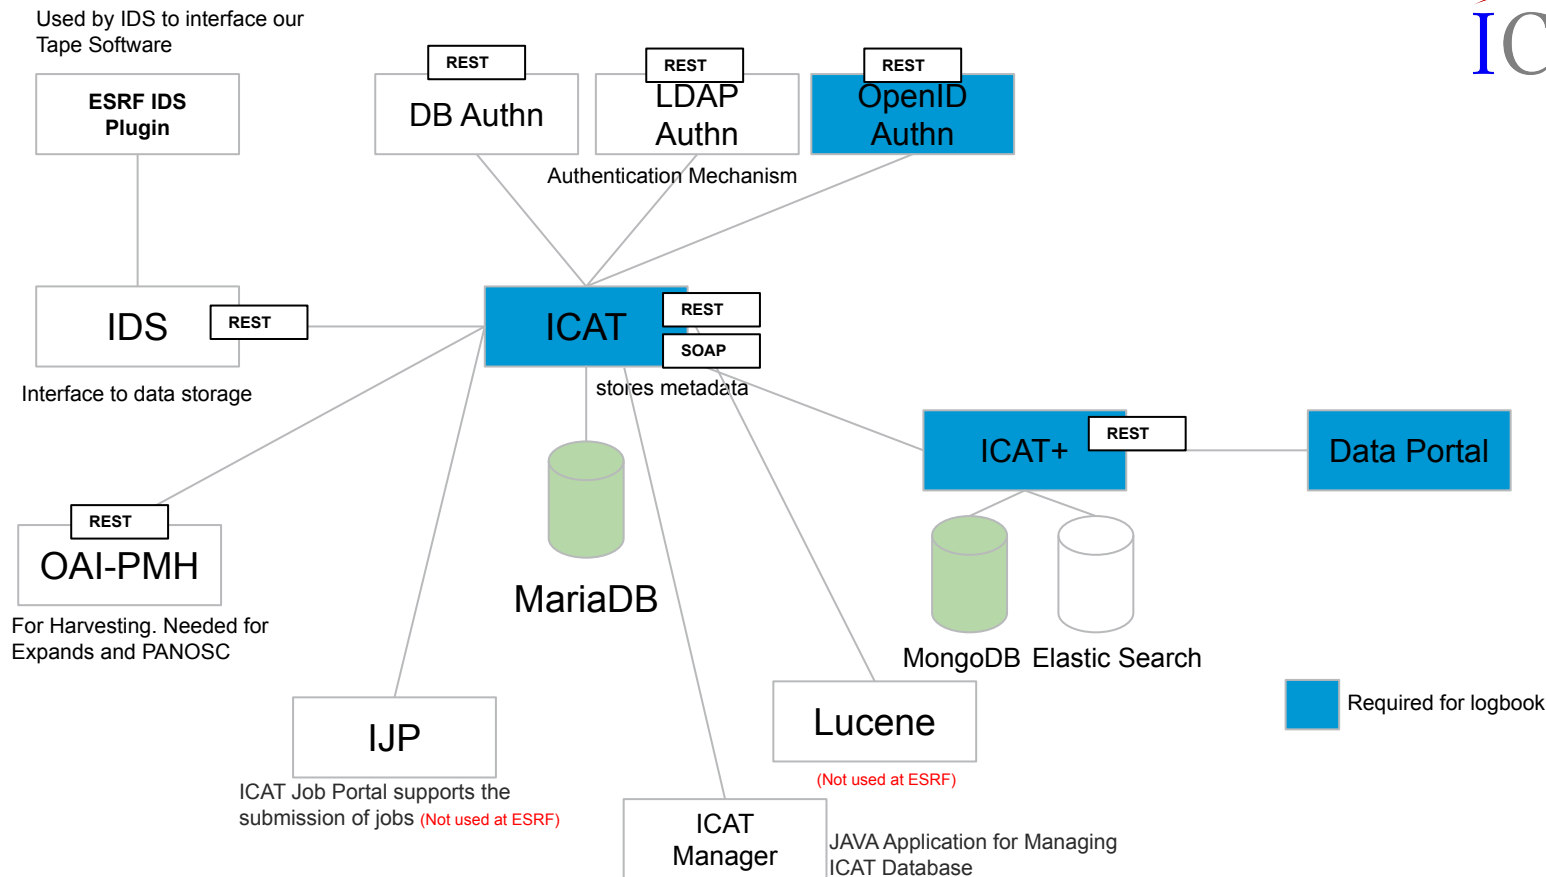 Used by IDS to interface our
Tape Software
IC
REST
REST
REST
ESRF IDS
Plugin
DB Authn
LDAP
Authn
OpenID
Authn
Authentication Mechanism
IDS
REST
ICAT
REST
SOAP
Interface to data storage
stores metadata
ICAT+
REST
Data Portal
REST
OAI-PMH
MariaDB
For Harvesting. Needed for
Expands and PANOSC
MongoDB
Elastic Search
Required for logbook
IJP
Lucene
(Not used at ESRF)
ICAT Job Portal supports the
submission of jobs (Not used at ESRF)
ICAT
Manager
JAVA Application for Managing
ICAT Database